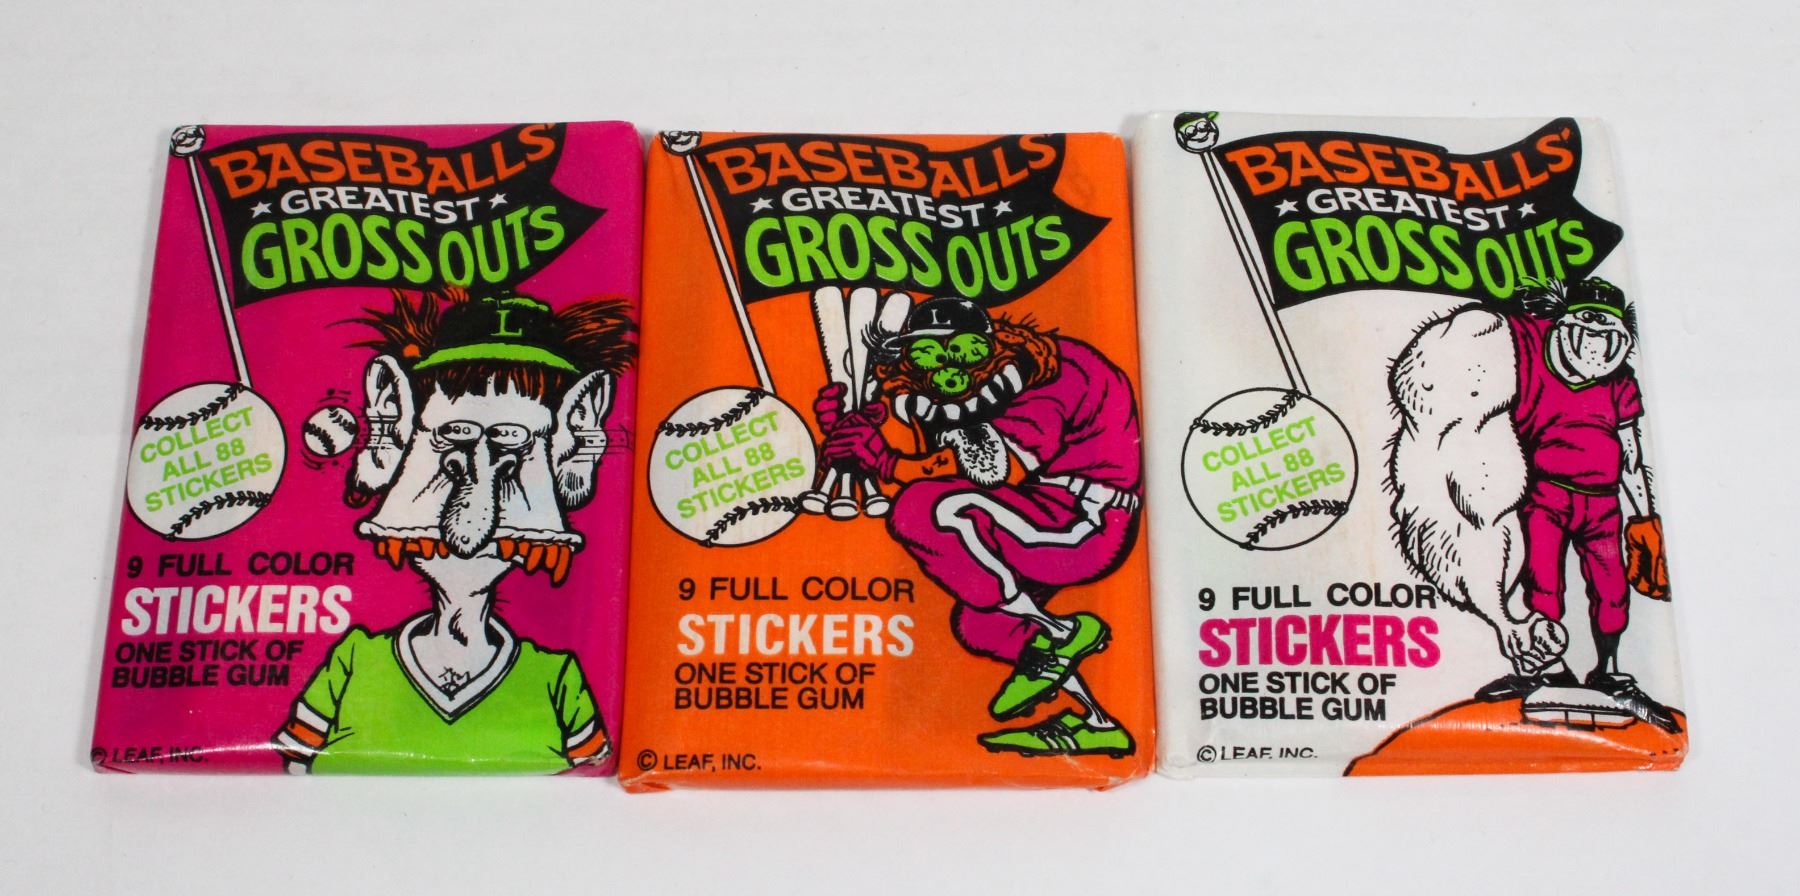 BASEBALLS'
★ GREATEST ★
GROSS OUTS
L
COLLECT
ALL 88
STICKERS
9 FULL COLOR
STICKERS
ONE STICK OF
BUBBLE GUM
© LEAF, INC.
BASEBALLS'
★ GREATEST ★
GROSS OUTS
L
COLLECT
ALL 88
STICKERS
9 FULL COLOR
STICKERS
ONE STICK OF
BUBBLE GUM
© LEAF, INC.
BASEBALLS'
★ GREATEST ★
GROSS OUTS
L
COLLECT
ALL 88
STICKERS
9 FULL COLOR
STICKERS
ONE STICK OF
BUBBLE GUM
© LEAF, INC.